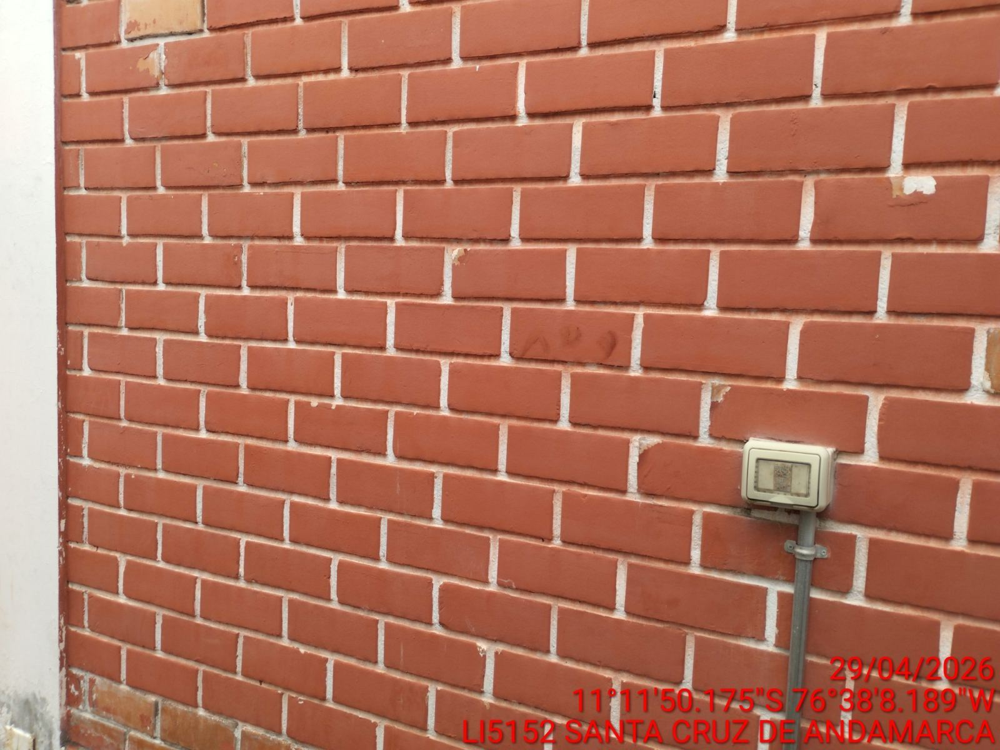 29/04/2026
11°11'50.175"S 76°38'8.189"W
LI5152 SANTA CRUZ DE ANDAMARCA